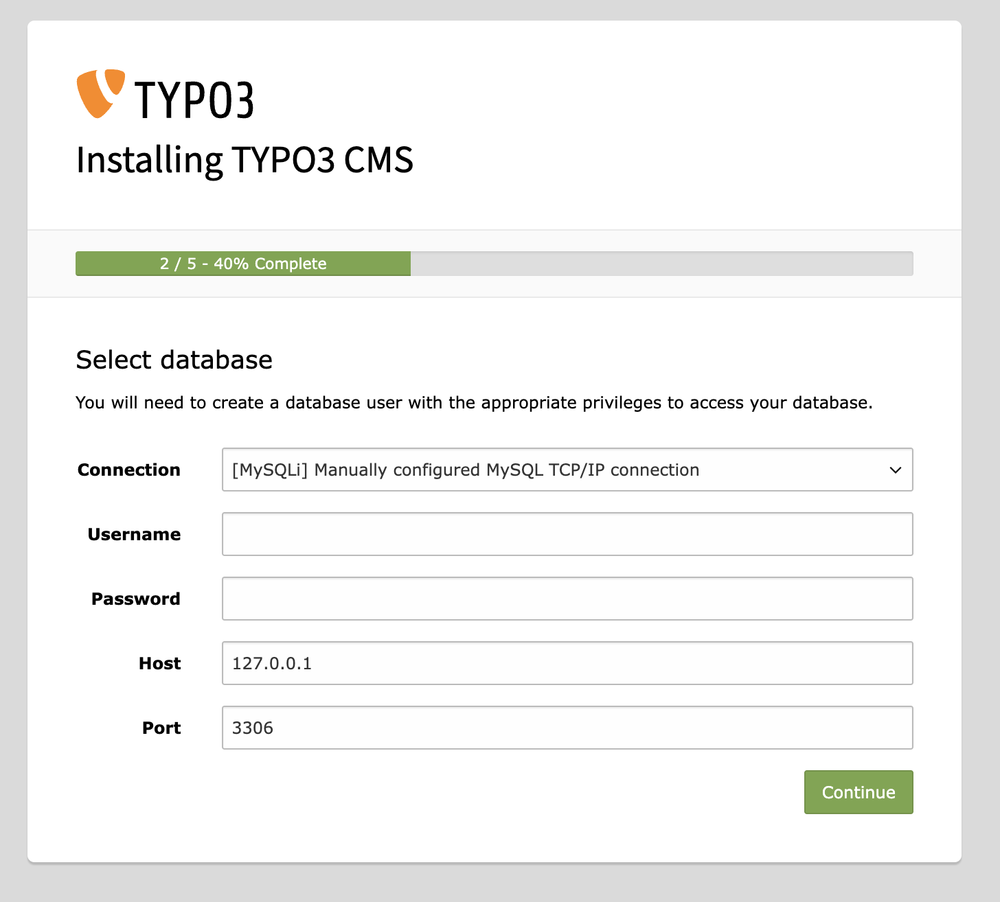 TYPO3
Installing TYPO3 CMS
2 / 5 - 40% Complete
Select database
You will need to create a database user with the appropriate privileges to access your database.
Connection [MySQLi] Manually configured MySQL TCP/IP connection
Username
Password
Host 127.0.0.1
Port 3306
Continue